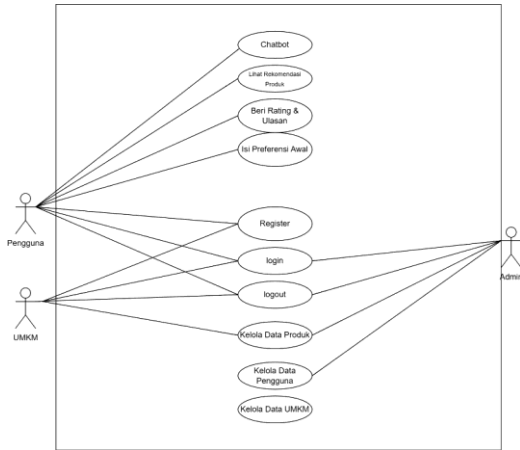 Chatbot
Lihat Rekomendasi
Produk
Beri Rating &
Ulasan
Isi Preferensi Awal
Pengguna
Register
login
Admin
logout
UMKM
Kelola Data Produk
Kelola Data
Pengguna
Kelola Data UMKM